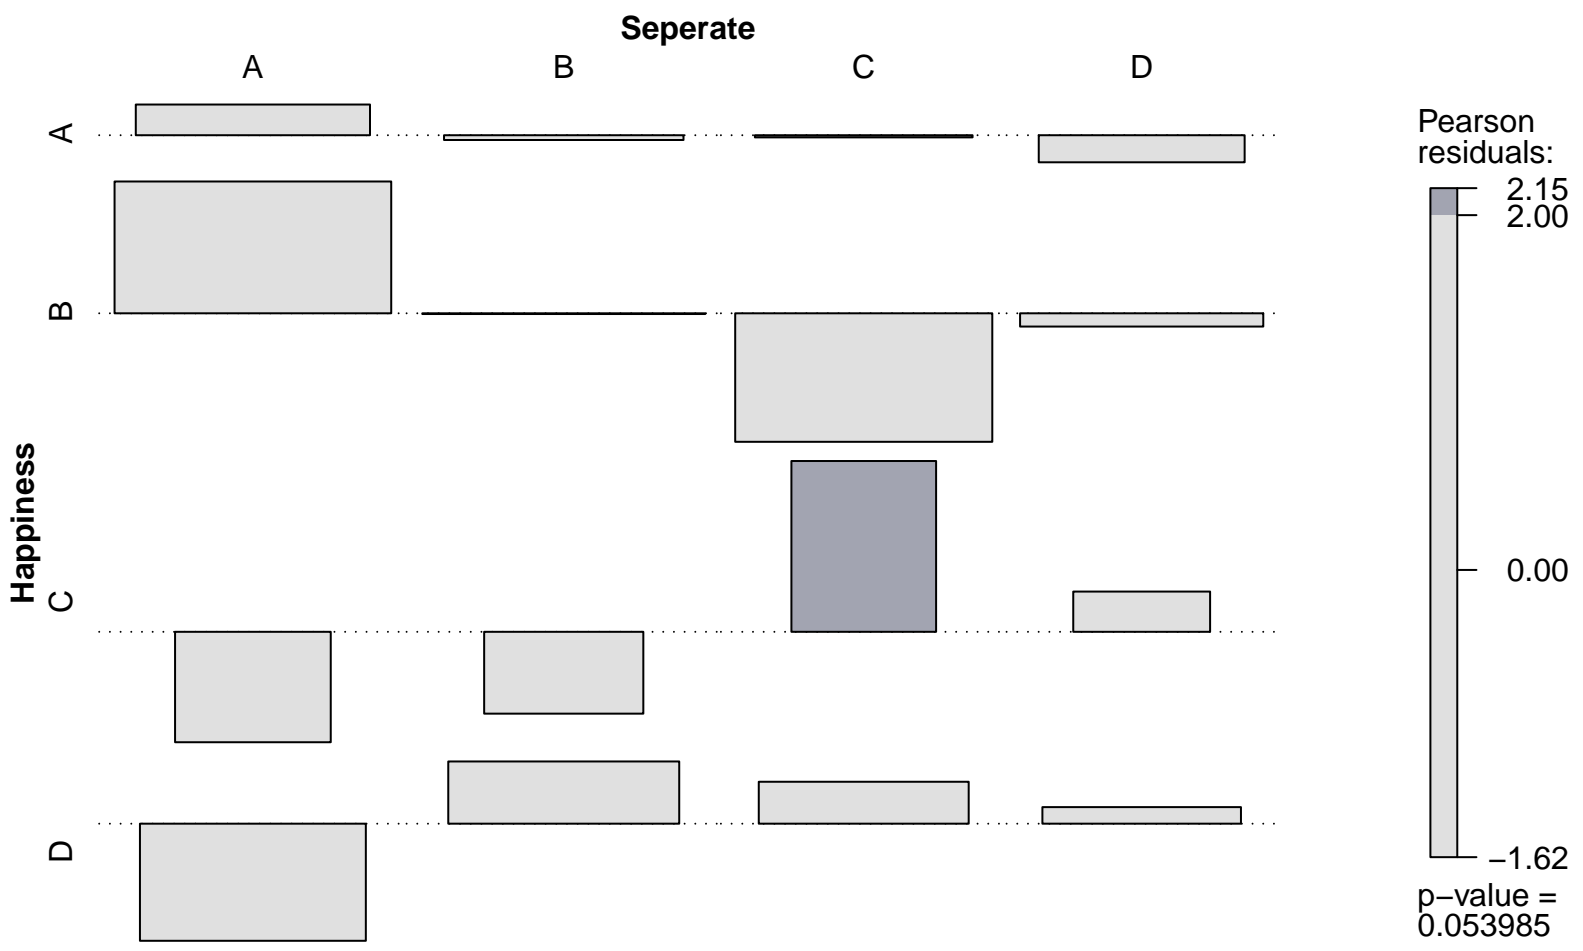 Seperate
A B C D
A
B
C
D
Happiness
Pearson
residuals:
2.15
2.00
0.00
−1.62
p−value =
0.053985